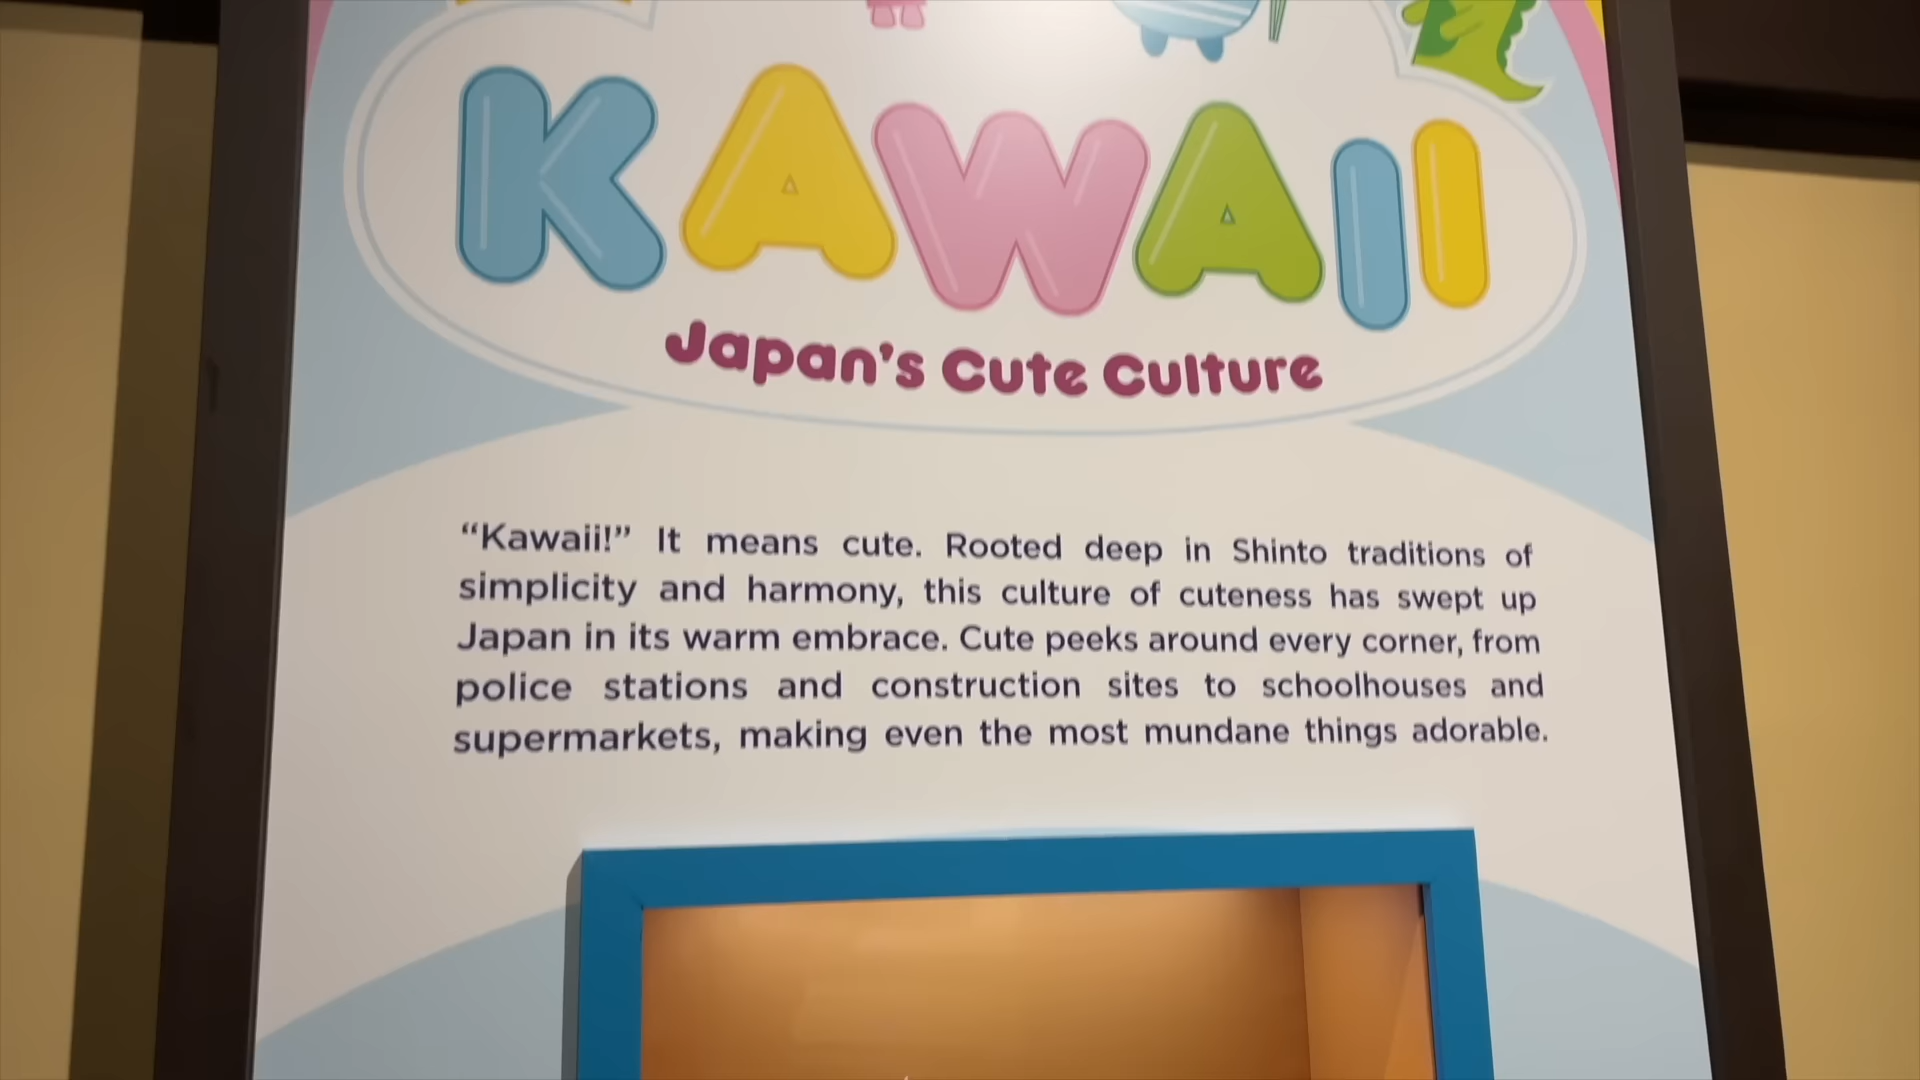 KAWAII
Japan's Cute Culture
“Kawaii!” It means cute. Rooted deep in Shinto traditions of
simplicity and harmony, this culture of cuteness has swept up
Japan in its warm embrace. Cute peeks around every corner, from
police stations and construction sites to schoolhouses and
supermarkets, making even the most mundane things adorable.